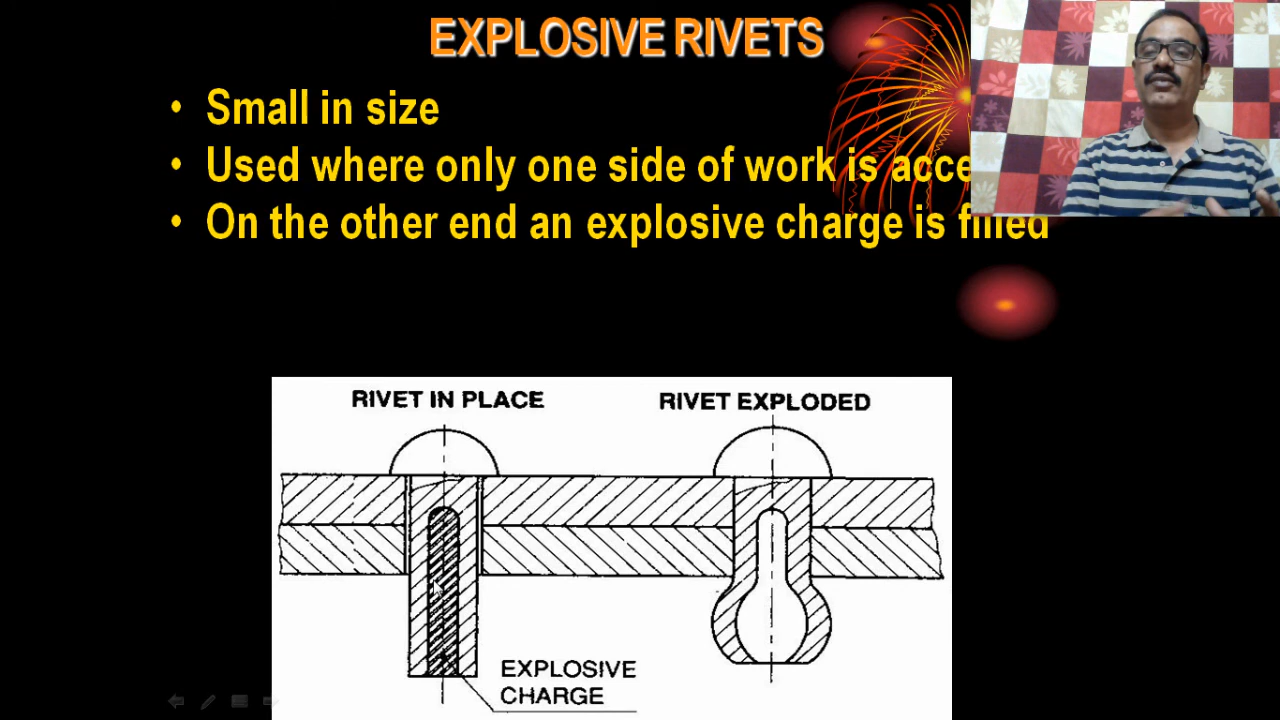 EXPLOSIVE RIVETS
• Small in size
• Used where only one side of work is
• On the other end an explosive charge is filled
RIVET IN PLACE
RIVET EXPLODED
EXPLOSIVE
CHARGE